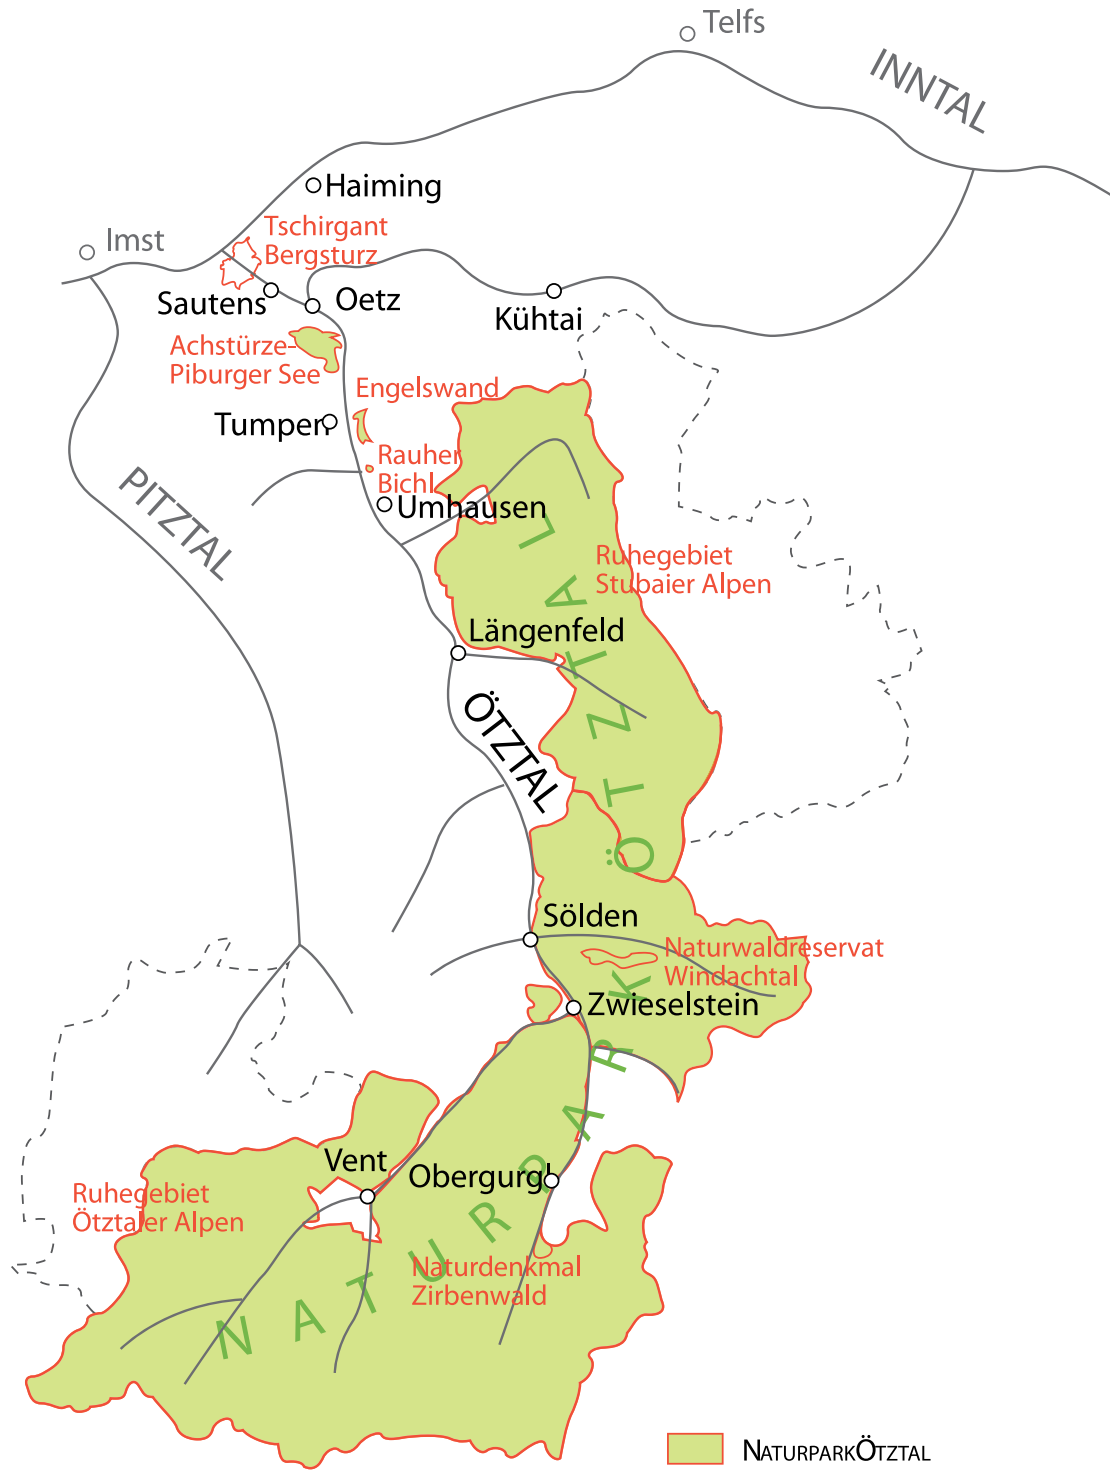 Telfs
INNTAL
Haiming
Tschirgant
Bergsturz
Imst
Sautens
Oetz
Kühtai
Achstürze-
Piburger See
Engelswand
Tumpen
Rauher
Bichl
PITZTAL
Umhausen
Ruhegebiet
Stubaier Alpen
Längenfeld
ÖTZTAL
Sölden
Naturwaldreservat
Windachtal
Zwieselstein
Vent
Obergurgl
Ruhegebiet
Ötztaler Alpen
Naturdenkmal
Zirbenwald
NATURPARK ÖTZTAL
NATURPARKÖTZTAL